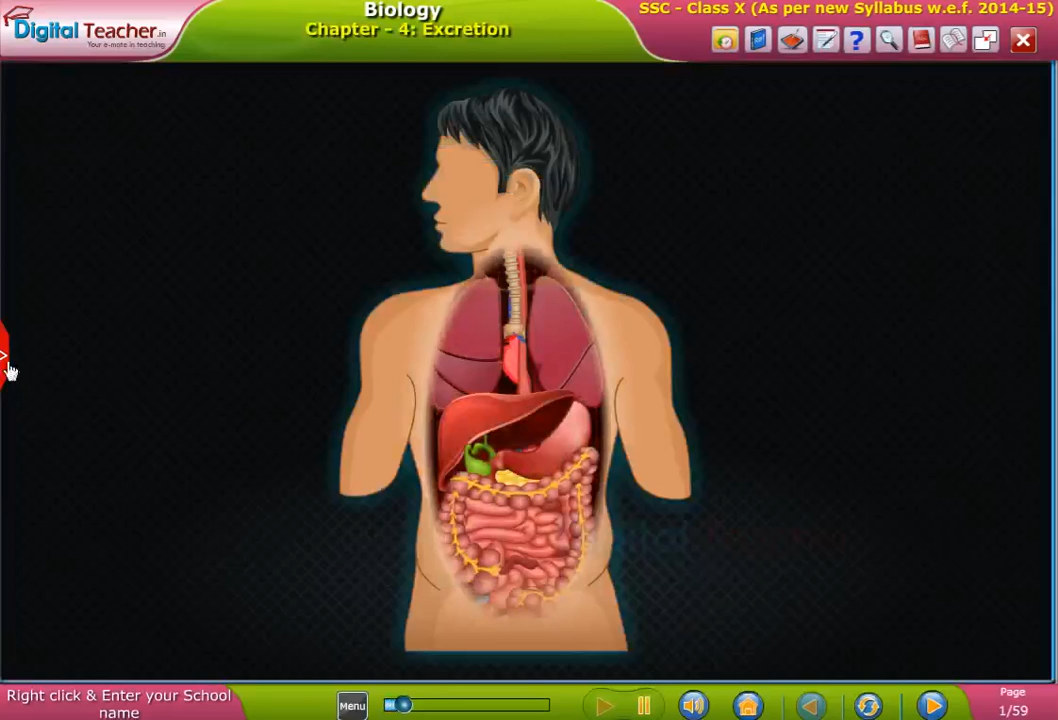 Digital Teacher.in
Your e-mate in teaching
Biology
Chapter - 4: Excretion
SSC - Class X (As per new Syllabus w.e.f. 2014-15)
?
Right click & Enter your School
name
Menu
Page
1/59